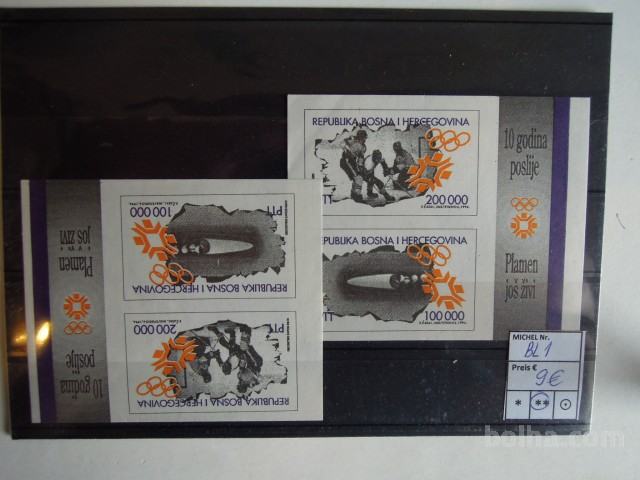 REPUBLIKA BOSNA I HERCEGOVINA
200 000
REPUBLIKA BOSNA I HERCEGOVINA
100 000
10 godina
poslije
Plamen
još živi
10 godina
poslije
Plamen
još živi
PTT
100 000
REPUBLIKA BOSNA I HERCEGOVINA
PTT
200 000
REPUBLIKA BOSNA I HERCEGOVINA
MICHEL Nr.
BL 1
Preis €
9€
* ** ⊙
bolha.com